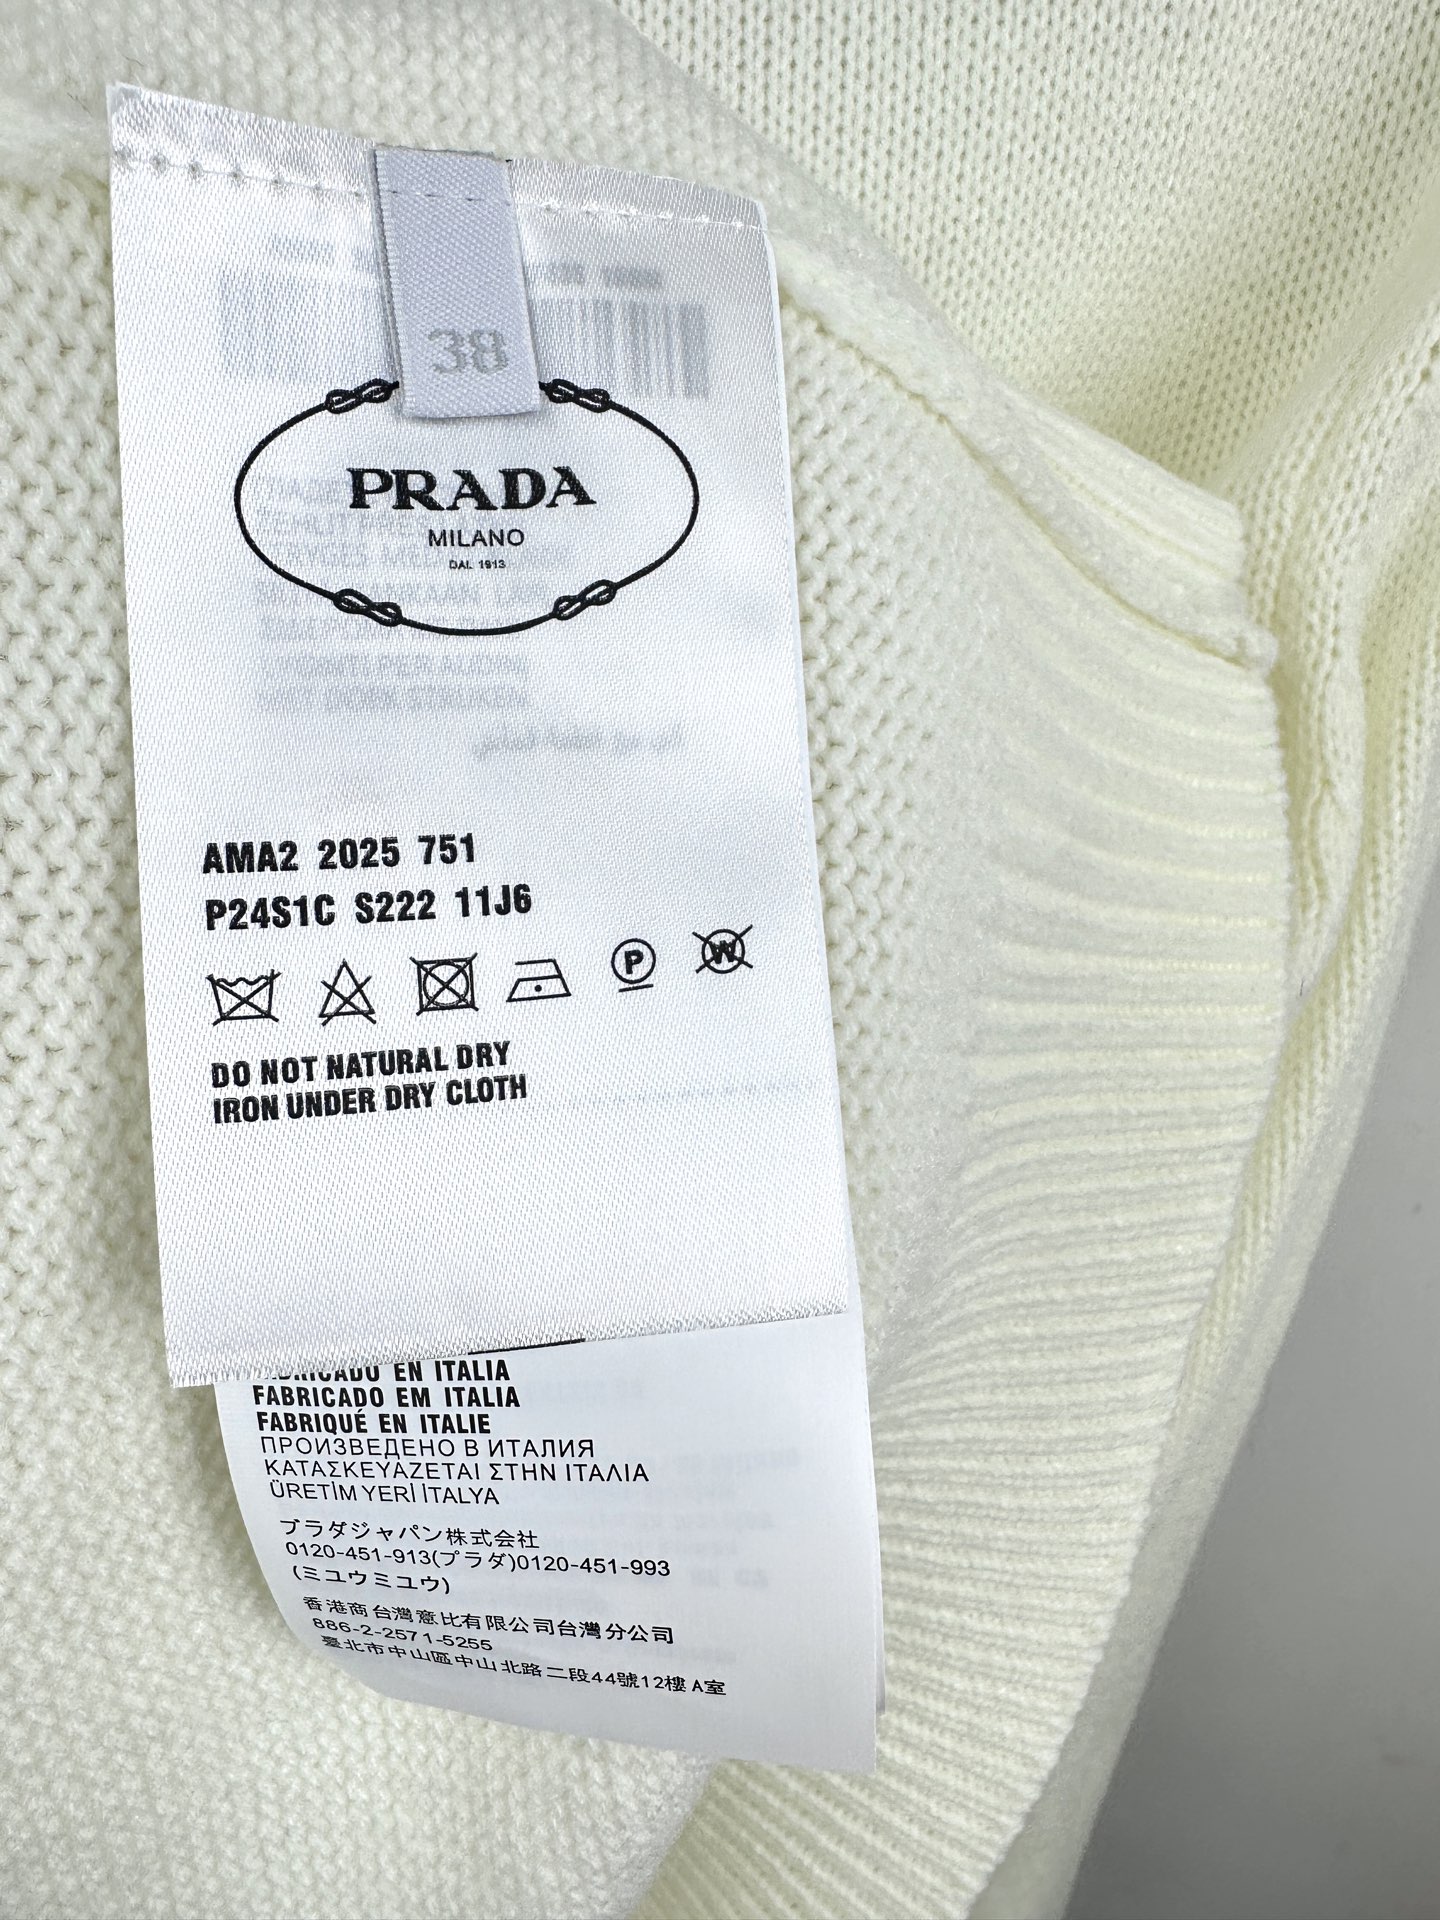 38
PRADA
MILANO
DAL 1913
AMA2 2025 751
P24S1C S222 11J6
P
W
DO NOT NATURAL DRY
IRON UNDER DRY CLOTH
EN ITALIA
FABRICADO EM ITALIA
FABRIQUÉ EN ITALIE
ПРОИЗВЕДЕНО В ИТАЛИЯ
ΚΑΤΑΣΚΕΥΑΖΕΤΑΙ ΣΤΗΝ ΙΤΑΛΙΑ
ÜRETİM YERİ İTALYA
プラダジャパン株式会社
0120-451-913(プラダ)0120-451-993
(ミユウミユウ)
香港商台灣意比有限公司台灣分公司
886-2-2571-5255
臺北市中山區中山北路二段44號12樓A室